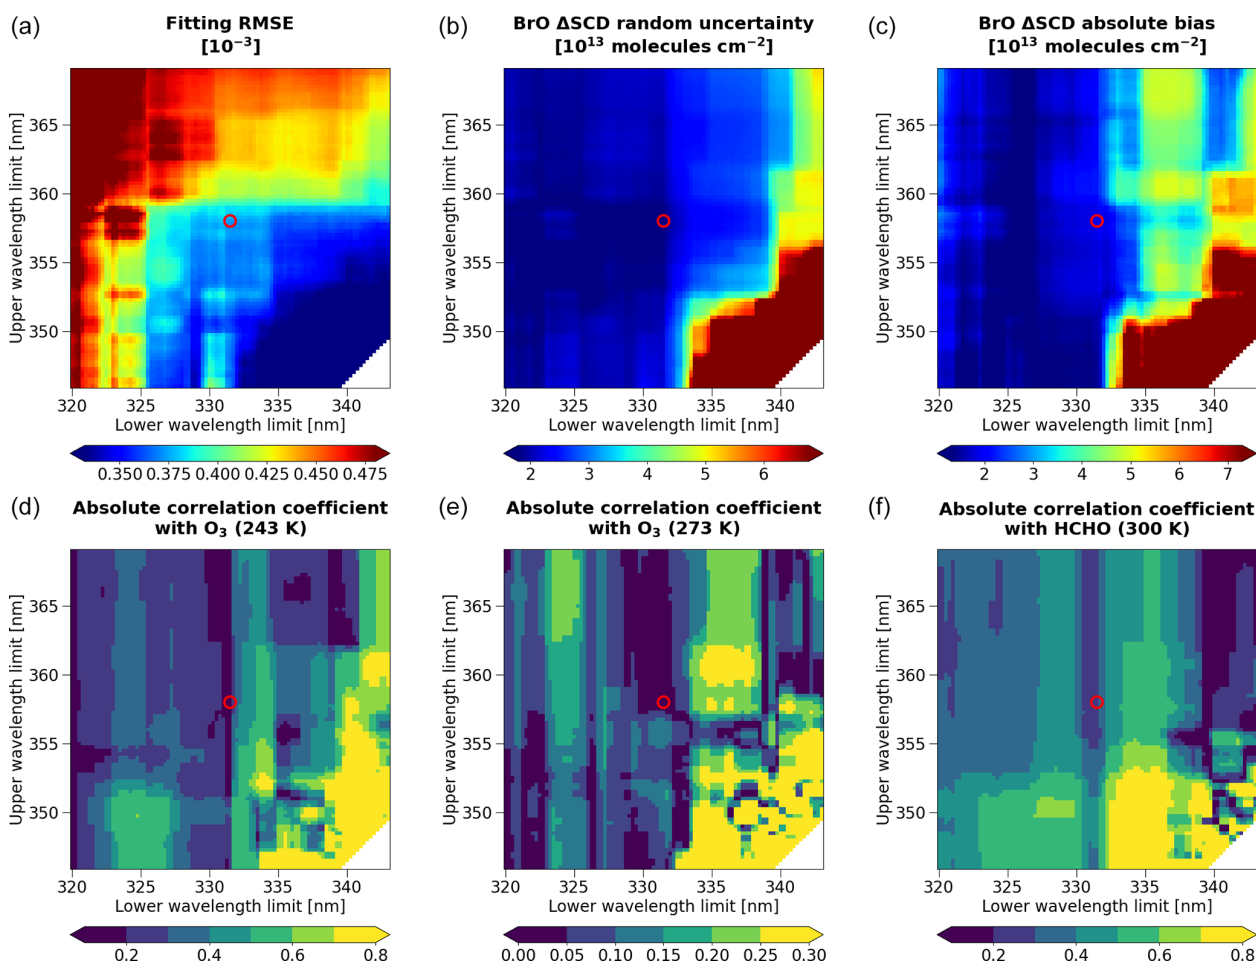 (a) Fitting RMSE
[10⁻³]
Upper wavelength limit [nm]
365
360
355
350
320 325 330 335 340
Lower wavelength limit [nm]
0.350 0.375 0.400 0.425 0.450 0.475
(b) BrO ΔSCD random uncertainty
[10¹³ molecules cm⁻²]
Upper wavelength limit [nm]
365
360
355
350
320 325 330 335 340
Lower wavelength limit [nm]
2 3 4 5 6
(c) BrO ΔSCD absolute bias
[10¹³ molecules cm⁻²]
Upper wavelength limit [nm]
365
360
355
350
320 325 330 335 340
Lower wavelength limit [nm]
2 3 4 5 6 7
(d) Absolute correlation coefficient
with O₃ (243 K)
Upper wavelength limit [nm]
365
360
355
350
320 325 330 335 340
Lower wavelength limit [nm]
0.2 0.4 0.6 0.8
(e) Absolute correlation coefficient
with O₃ (273 K)
Upper wavelength limit [nm]
365
360
355
350
320 325 330 335 340
Lower wavelength limit [nm]
0.00 0.05 0.10 0.15 0.20 0.25 0.30
(f) Absolute correlation coefficient
with HCHO (300 K)
Upper wavelength limit [nm]
365
360
355
350
320 325 330 335 340
Lower wavelength limit [nm]
0.2 0.4 0.6 0.8